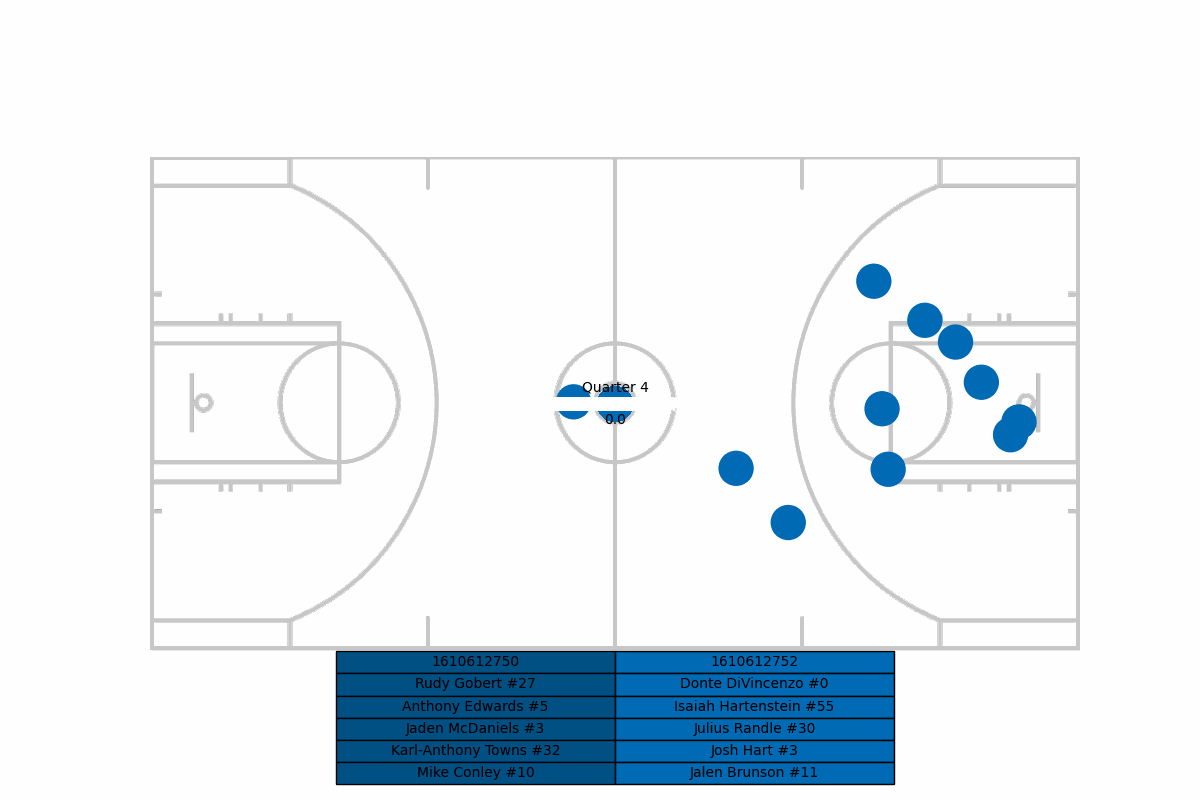 Quarter 4
0.0
1610612750 1610612752
Rudy Gobert #27 Donte DiVincenzo #0
Anthony Edwards #5 Isaiah Hartenstein #55
Jaden McDaniels #3 Julius Randle #30
Karl-Anthony Towns #32 Josh Hart #3
Mike Conley #10 Jalen Brunson #11